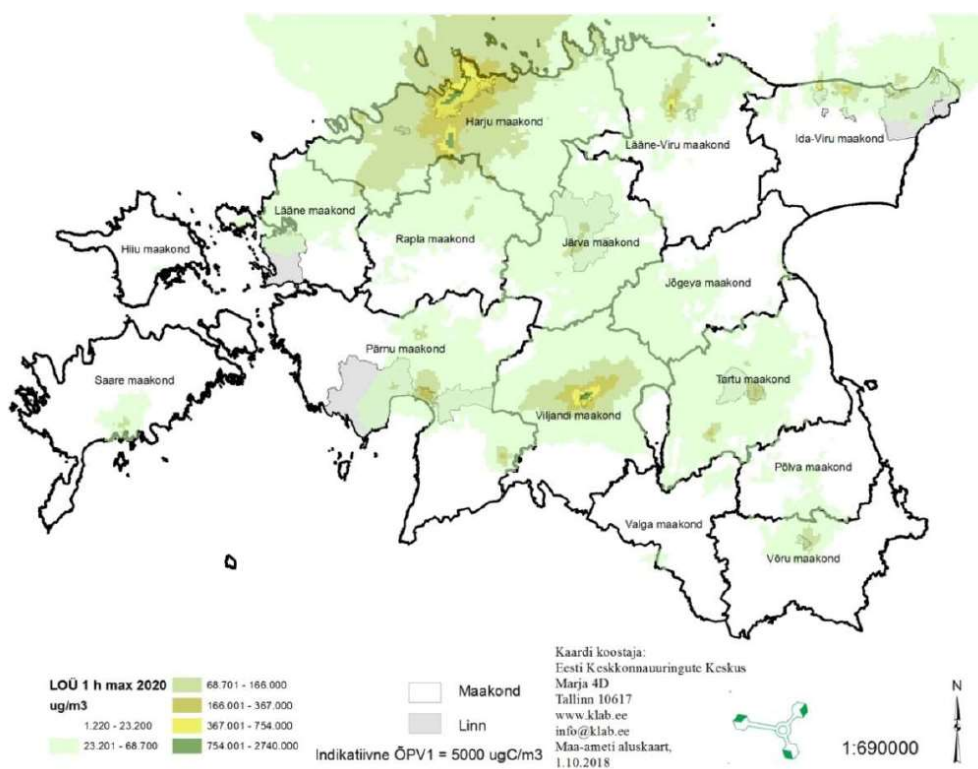 Harju maakond
Lääne-Viru maakond
Ida-Viru maakond
Lääne maakond
Hiiu maakond
Rapla maakond
Järva maakond
Jõgeva maakond
Pärnu maakond
Saare maakond
Tartu maakond
Viljandi maakond
Põlva maakond
Valga maakond
Võru maakond
LOÜ 1 h max 2020
ug/m3
1.220 - 23.200
23.201 - 68.700
68.701 - 166.000
166.001 - 367.000
367.001 - 754.000
754.001 - 2740.000
Maakond
Linn
Indikatiivne ÕPV1 = 5000 ugC/m3
Kaardi koostaja:
Eesti Keskkonnauuringute Keskus
Marja 4D
Tallinn 10617
www.klab.ee
info@klab.ee
Maa-ameti aluskaart,
1.10.2018
1:690000
N